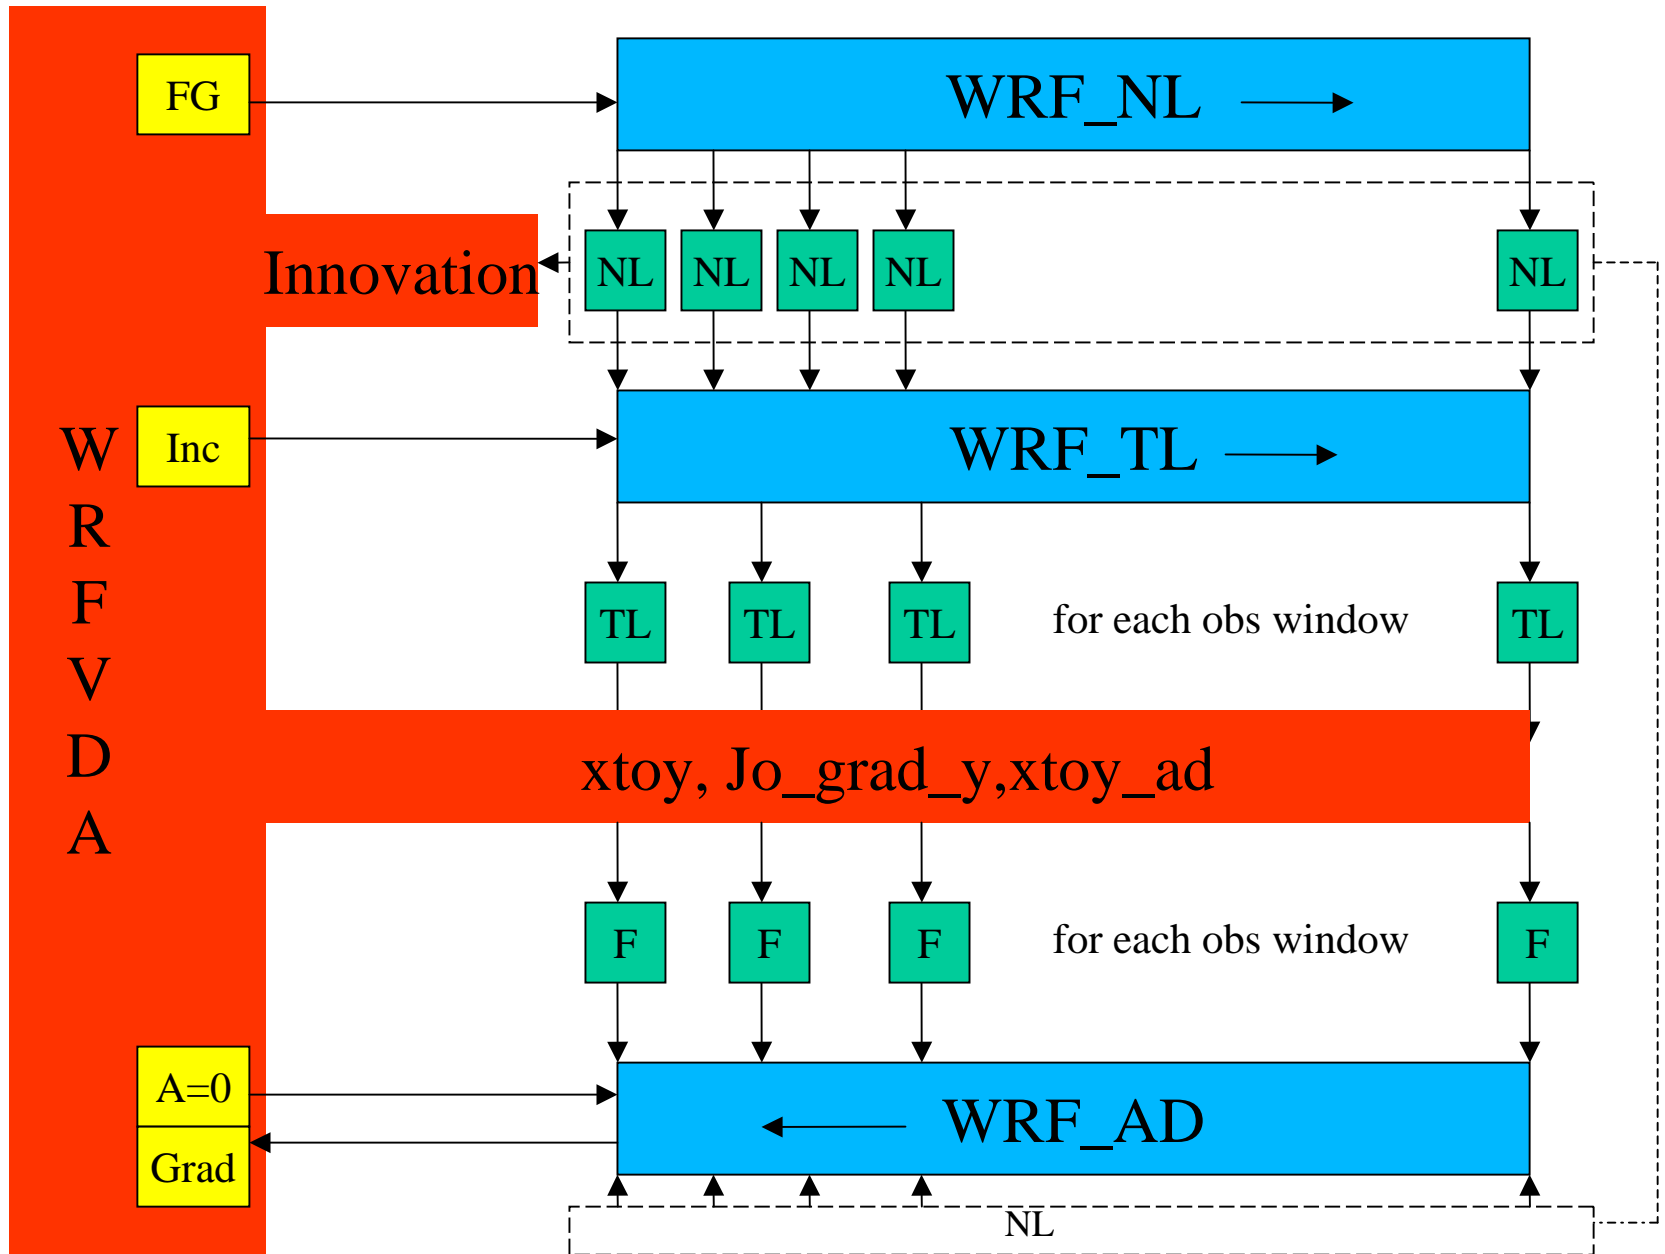 FG
WRF_NL
Innovation
NL
NL
NL
NL
NL
W
R
F
V
D
A
Inc
WRF_TL
TL
TL
TL
for each obs window
TL
xtoy, Jo_grad_y,xtoy_ad
F
F
F
for each obs window
F
A=0
Grad
WRF_AD
NL